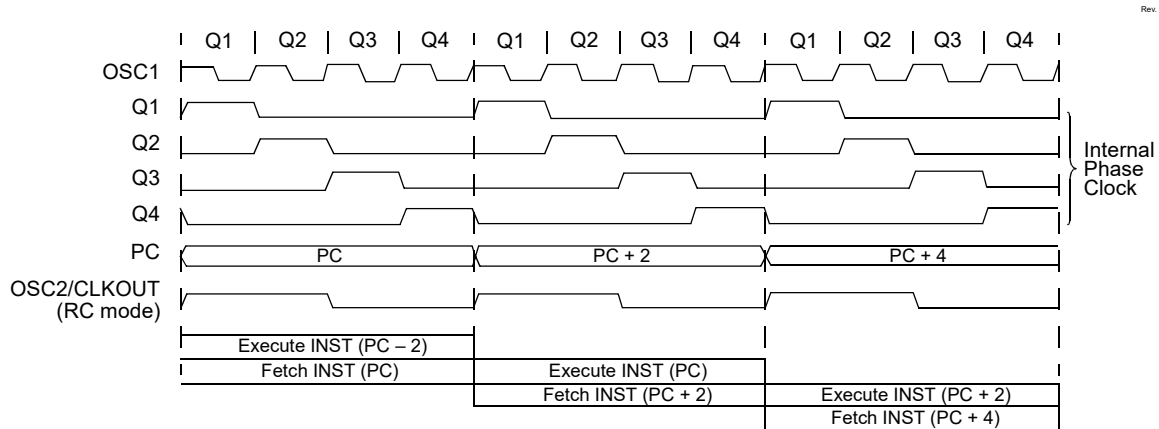 Rev.
Q1 Q2 Q3 Q4 Q1 Q2 Q3 Q4 Q1 Q2 Q3 Q4
OSC1
Q1
Q2
Q3
Q4
Internal
Phase
Clock
PC PC PC + 2 PC + 4
OSC2/CLKOUT
(RC mode)
Execute INST (PC – 2)
Fetch INST (PC) Execute INST (PC)
Fetch INST (PC + 2) Execute INST (PC + 2)
Fetch INST (PC + 4)